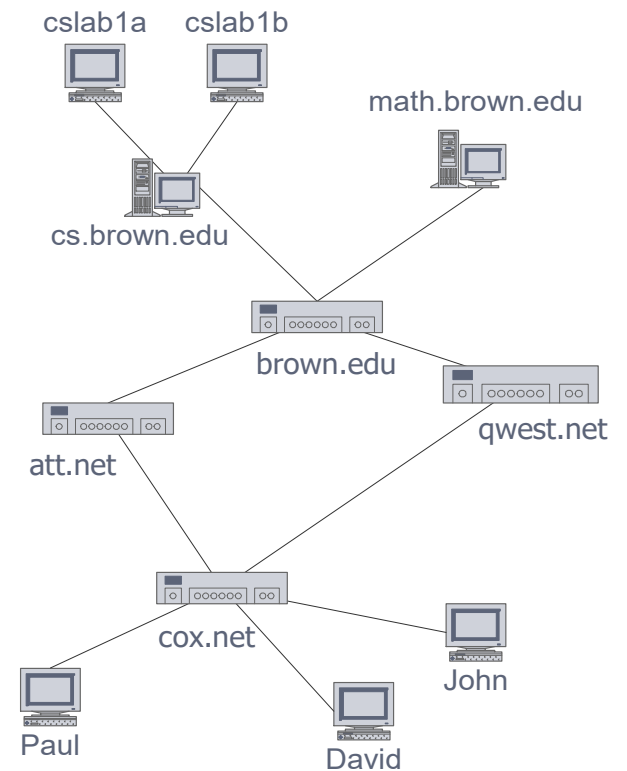 cslab1a
cslab1b
math.brown.edu
cs.brown.edu
brown.edu
qwest.net
att.net
cox.net
John
Paul
David